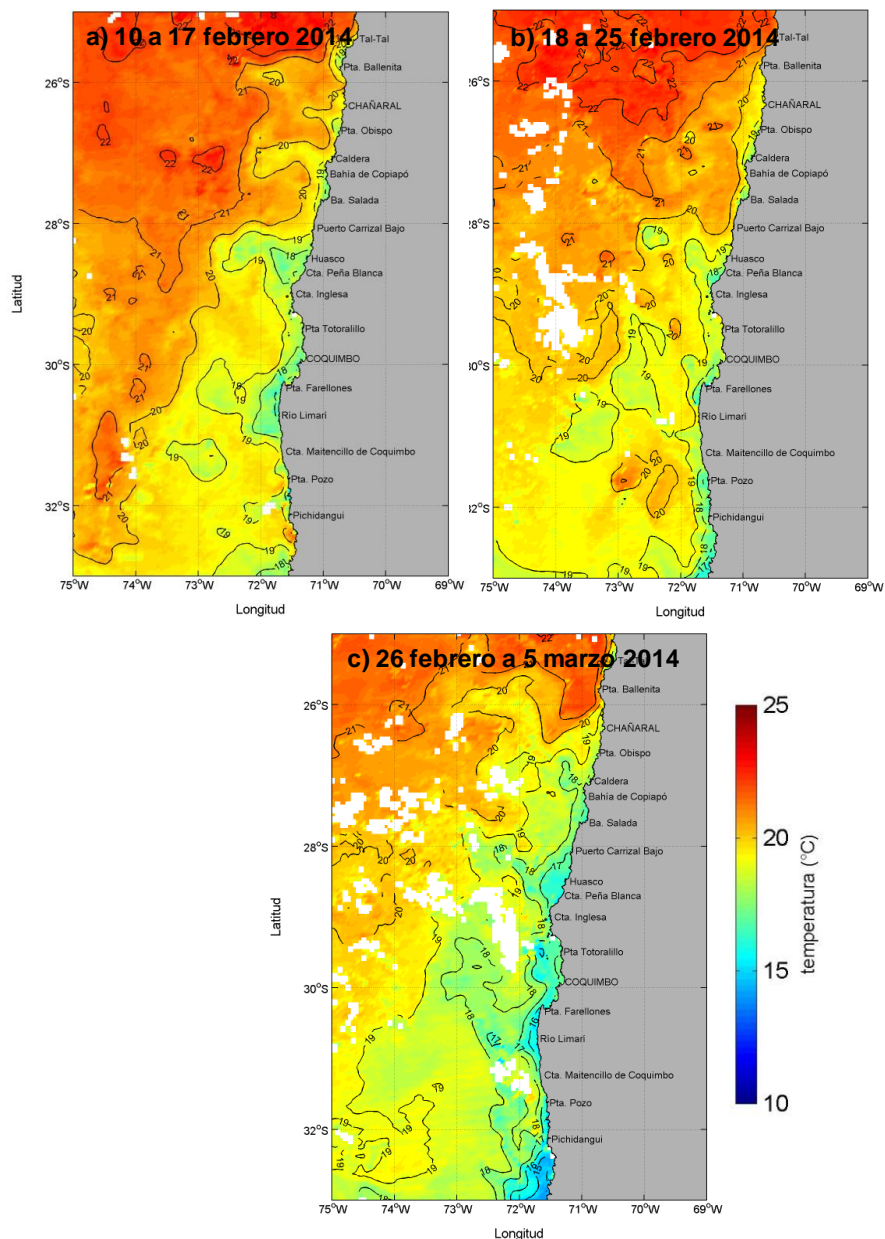 a) 10 a 17 febrero 2014
Tal-Tal
Pta. Ballenita
CHAÑARAL
Pta. Obispo
Caldera
Bahía de Copiapó
Ba. Salada
Puerto Carrizal Bajo
Huasco
Cta. Peña Blanca
Cta. Inglesa
Pta Totoralillo
COQUIMBO
Pta. Farellones
Río Limarí
Cta. Maitencillo de Coquimbo
Pta. Pozo
Pichidangui
26°S
28°S
30°S
32°S
Latitud
75°W 74°W 73°W 72°W 71°W 70°W 69°W
Longitud
b) 18 a 25 febrero 2014
Tal-Tal
Pta. Ballenita
CHAÑARAL
Pta. Obispo
Caldera
Bahía de Copiapó
Ba. Salada
Puerto Carrizal Bajo
Huasco
Cta. Peña Blanca
Cta. Inglesa
Pta Totoralillo
COQUIMBO
Pta. Farellones
Río Limarí
Cta. Maitencillo de Coquimbo
Pta. Pozo
Pichidangui
75°W 74°W 73°W 72°W 71°W 70°W 69°W
Longitud
c) 26 febrero a 5 marzo 2014
Pta. Ballenita
CHAÑARAL
Pta. Obispo
Caldera
Bahía de Copiapó
Ba. Salada
Puerto Carrizal Bajo
Huasco
Cta. Peña Blanca
Cta. Inglesa
Pta Totoralillo
COQUIMBO
Pta. Farellones
Río Limarí
Cta. Maitencillo de Coquimbo
Pta. Pozo
Pichidangui
26°S
28°S
30°S
32°S
Latitud
75°W 74°W 73°W 72°W 71°W 70°W 69°W
Longitud
25
20
15
10
temperatura (°C)